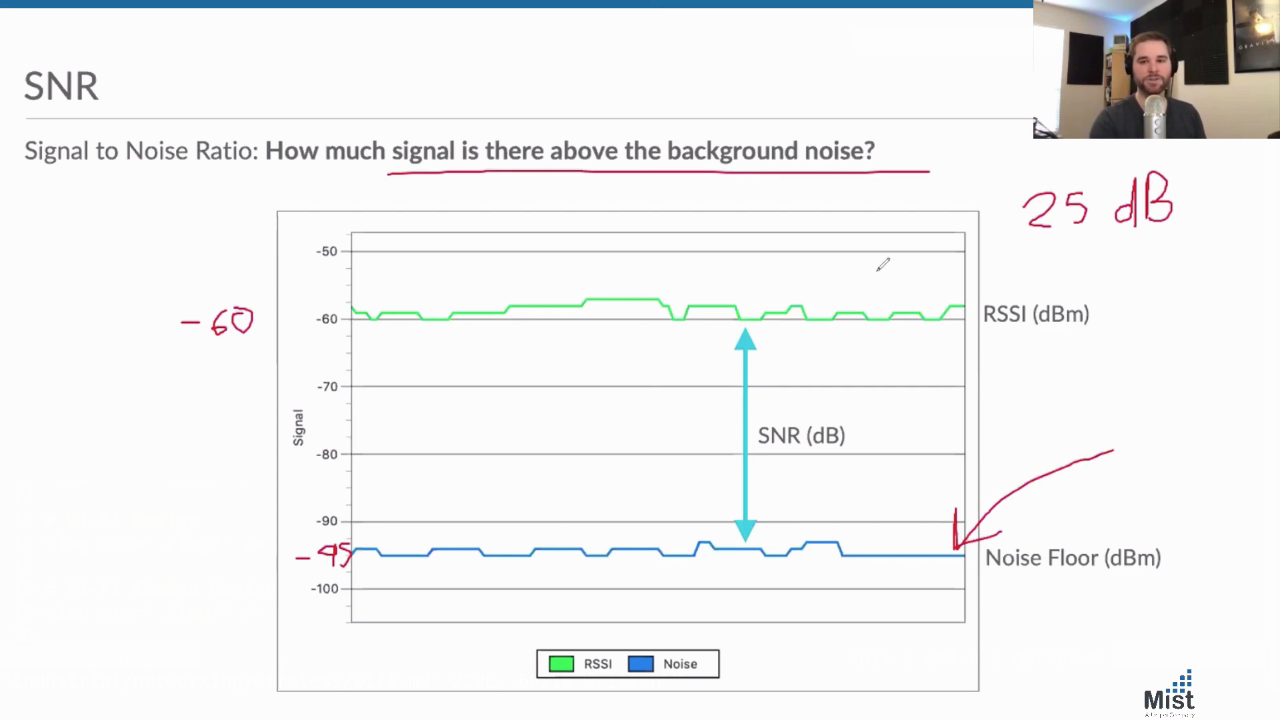 SNR
Signal to Noise Ratio: How much signal is there above the background noise?
25 dB
-50
-60
-70
-80
-90
-100
Signal
- 60
- 95
RSSI (dBm)
SNR (dB)
Noise Floor (dBm)
RSSI
Noise
Mist